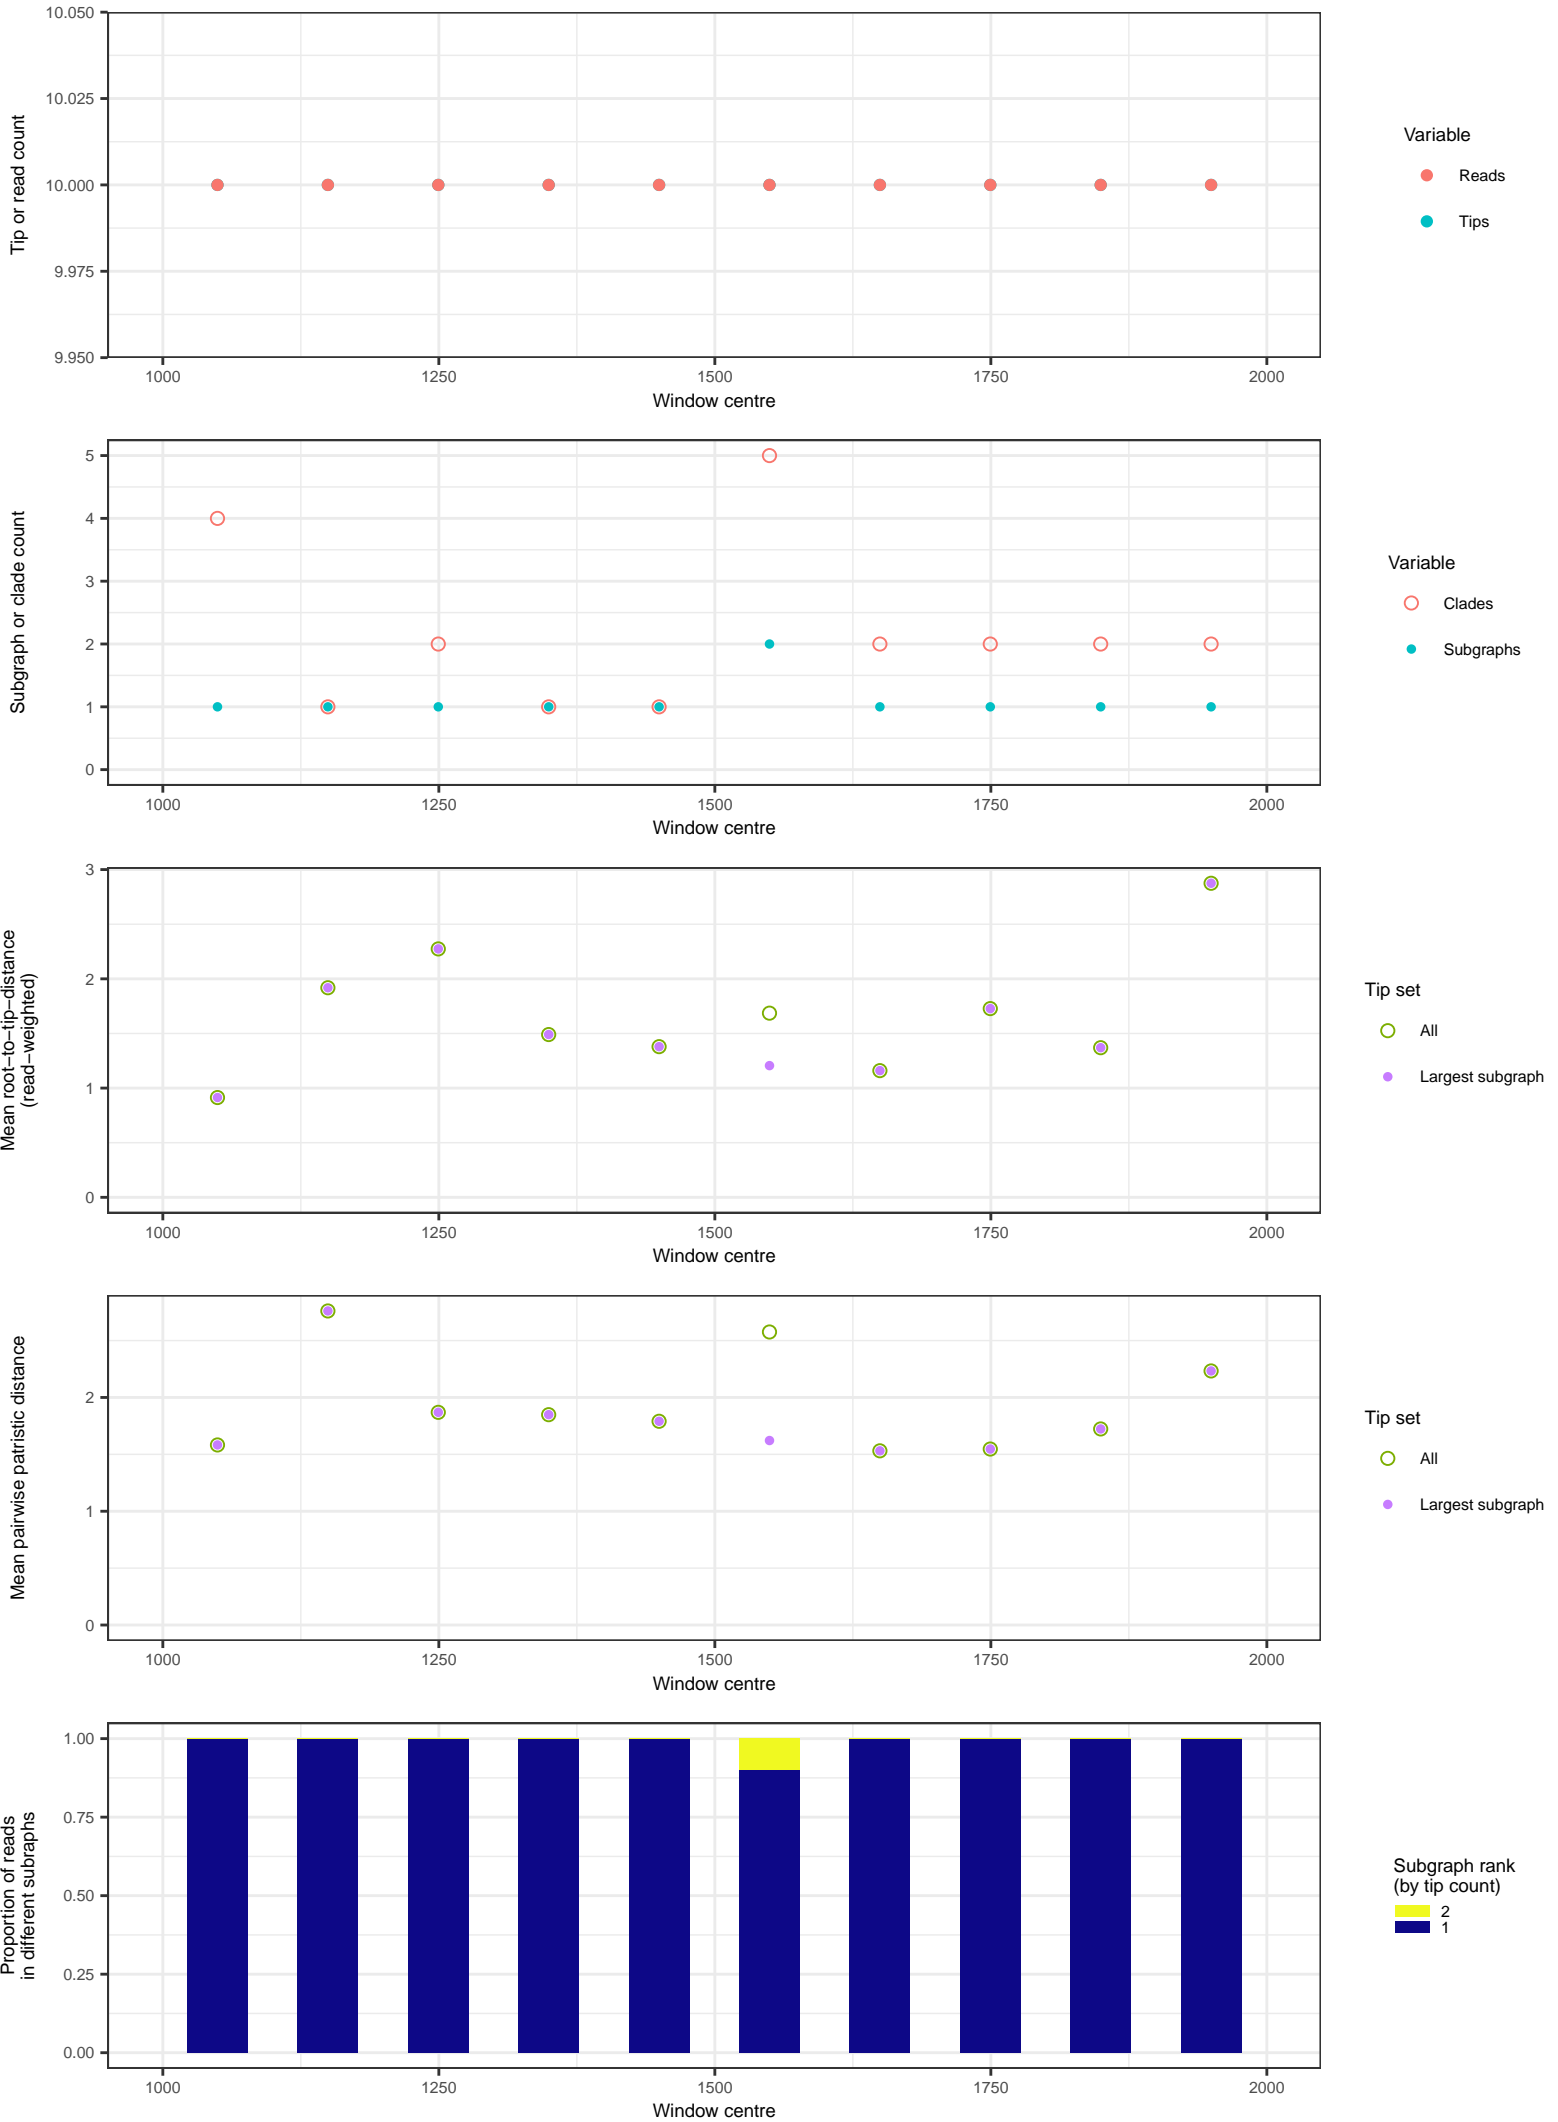 10.050
10.025
10.000
9.975
9.950
Tip or read count
1000 1250 1500 1750 2000
Window centre
Variable
Reads
Tips
5
4
3
2
1
0
Subgraph or clade count
1000 1250 1500 1750 2000
Window centre
Variable
Clades
Subgraphs
3
2
1
0
Mean root−to−tip−distance
(read−weighted)
1000 1250 1500 1750 2000
Window centre
Tip set
All
Largest subgraph
2
1
0
Mean pairwise patristic distance
1000 1250 1500 1750 2000
Window centre
Tip set
All
Largest subgraph
1.00
0.75
0.50
0.25
0.00
Proportion of reads
in different subraphs
1000 1250 1500 1750 2000
Window centre
Subgraph rank
(by tip count)
2
1